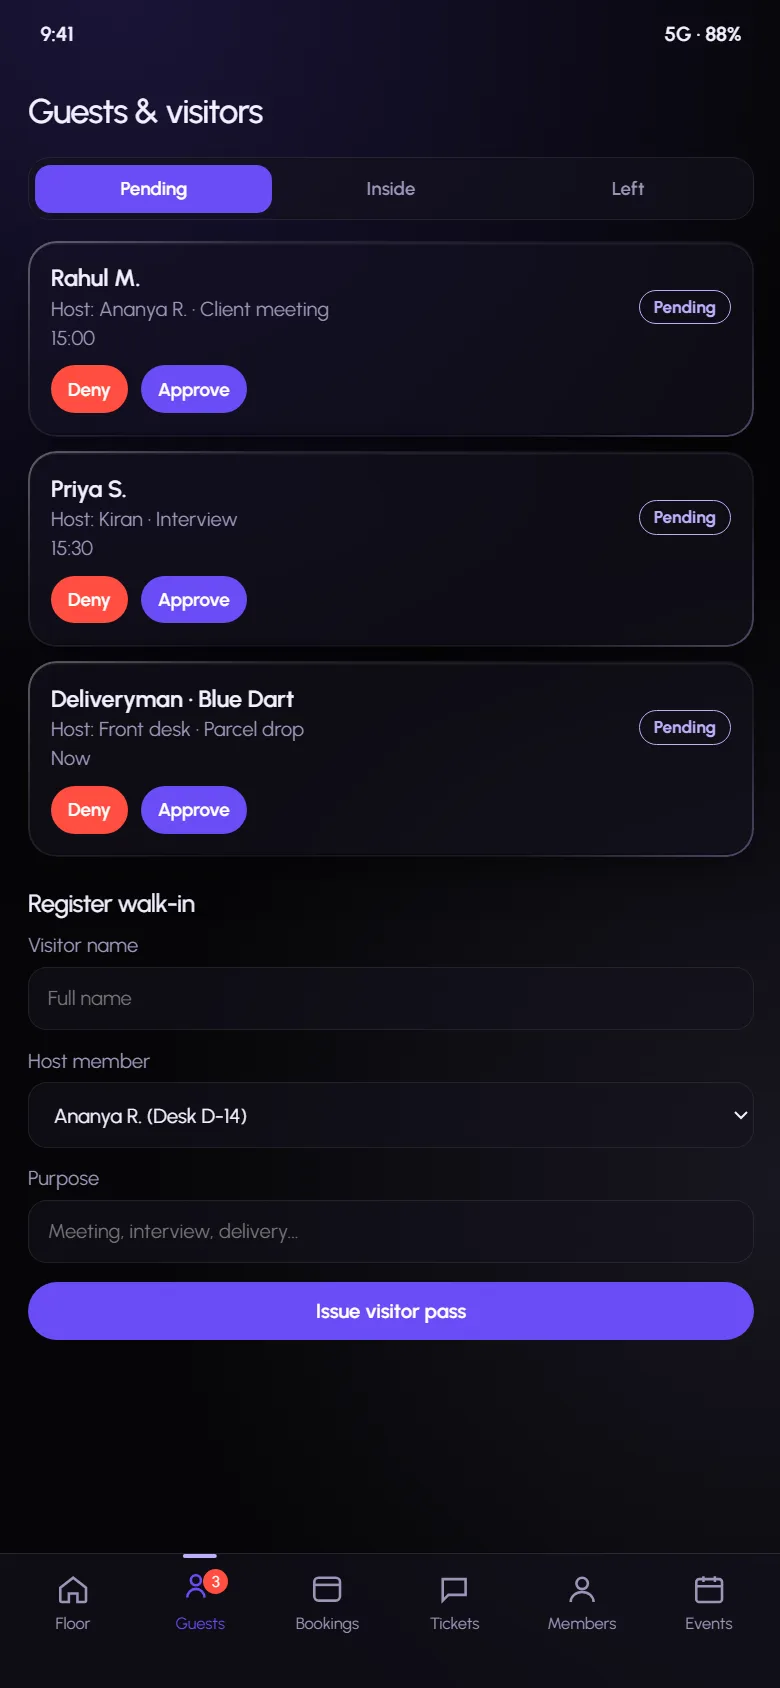 9:41
5G · 88%
Guests & visitors
Pending
Inside
Left
Rahul M.
Host: Ananya R. · Client meeting
15:00
Pending
Deny
Approve
Priya S.
Host: Kiran · Interview
15:30
Pending
Deny
Approve
Deliveryman · Blue Dart
Host: Front desk · Parcel drop
Now
Pending
Deny
Approve
Register walk-in
Visitor name
Full name
Host member
Ananya R. (Desk D-14)
Purpose
Meeting, interview, delivery...
Issue visitor pass
3
Floor
Guests
Bookings
Tickets
Members
Events